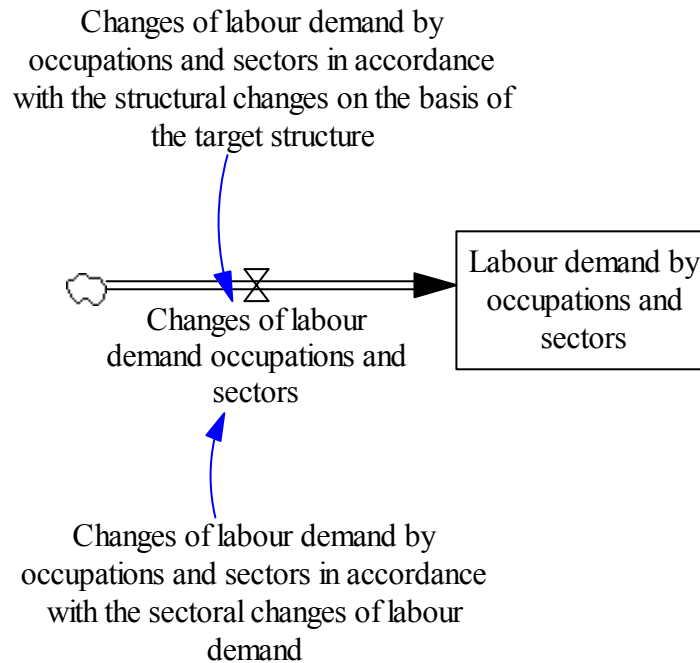 Changes of labour demand by
occupations and sectors in accordance
with the structural changes on the basis of
the target structure
Labour demand by
occupations and
sectors
Changes of labour
demand occupations and
sectors
Changes of labour demand by
occupations and sectors in accordance
with the sectoral changes of labour
demand